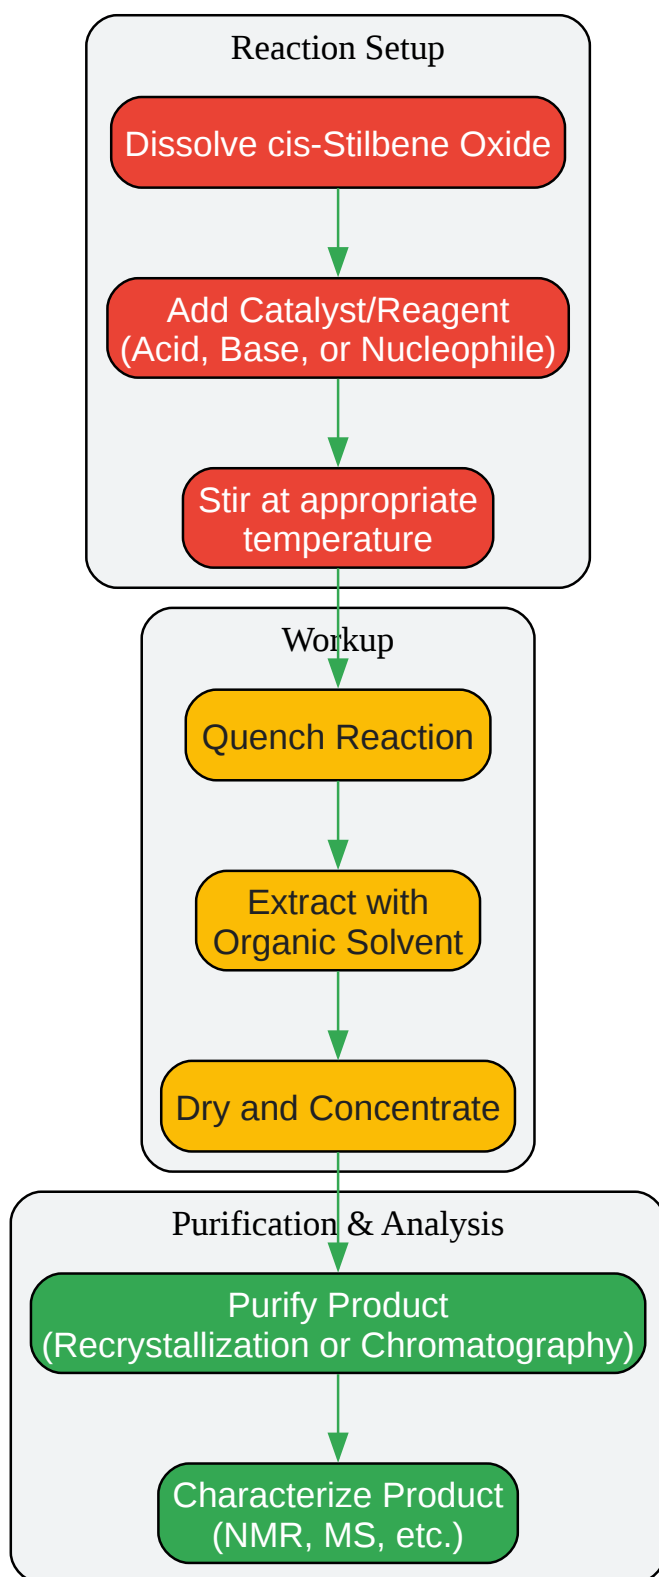 Reaction Setup
Dissolve cis-Stilbene Oxide
Add Catalyst/Reagent
(Acid, Base, or Nucleophile)
Stir at appropriate
temperature
Workup
Quench Reaction
Extract with
Organic Solvent
Dry and Concentrate
Purification & Analysis
Purify Product
(Recrystallization or Chromatography)
Characterize Product
(NMR, MS, etc.)